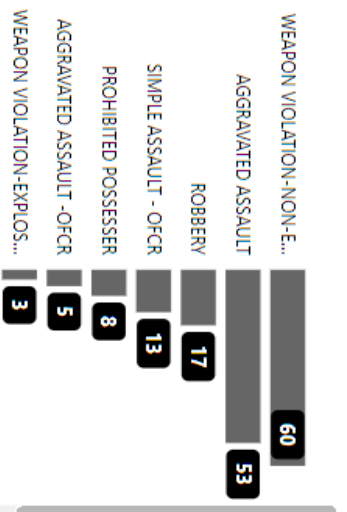 WEAPON VIOLATION-NON-E... 60
AGGRAVATED ASSAULT 53
ROBBERY 17
SIMPLE ASSAULT - OFCR 13
PROHIBITED POSSESSER 8
AGGRAVATED ASSAULT -OFCR 5
WEAPON VIOLATION-EXPLOS... 3